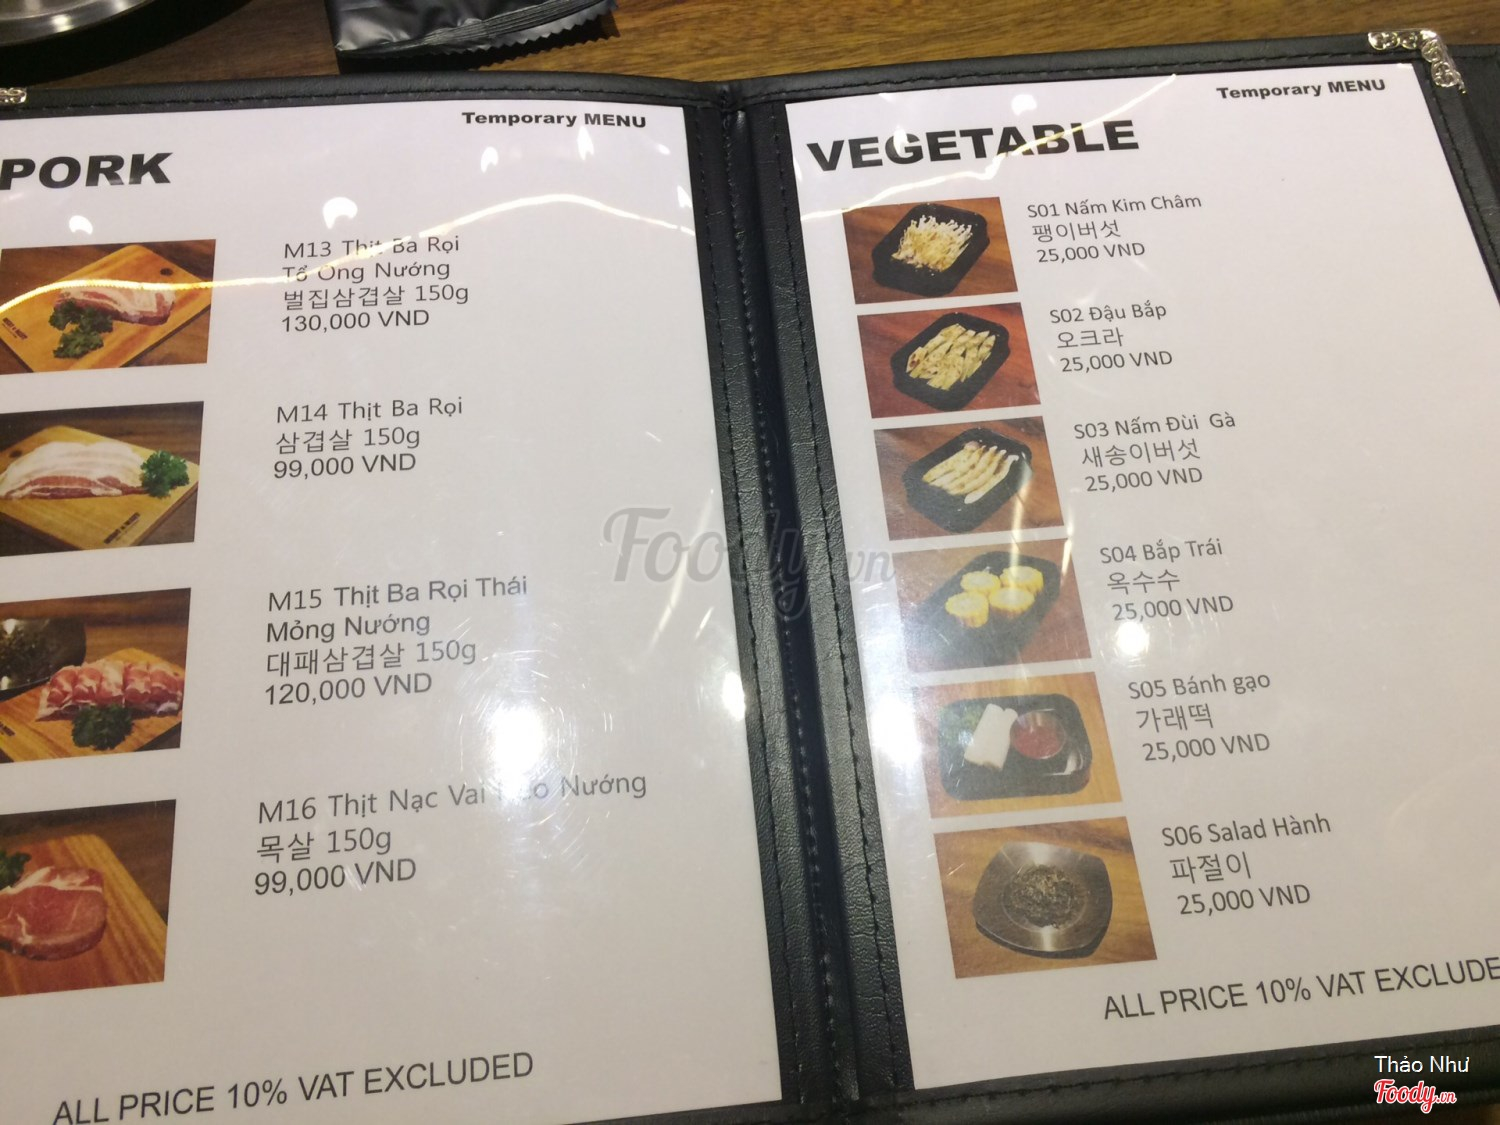 Temporary MENU
PORK
M13 Thịt Ba Rọi
Tổ Ong Nướng
벌집삼겹살 150g
130,000 VND
M14 Thịt Ba Rọi
삼겹살 150g
99,000 VND
M15 Thịt Ba Rọi Thái
Mỏng Nướng
대패삼겹살 150g
120,000 VND
M16 Thịt Nạc Vai Nướng
목살 150g
99,000 VND
ALL PRICE 10% VAT EXCLUDED
Temporary MENU
VEGETABLE
S01 Nấm Kim Châm
팽이버섯
25,000 VND
S02 Đậu Bắp
오크라
25,000 VND
S03 Nấm Đùi Gà
새송이버섯
25,000 VND
S04 Bắp Trái
옥수수
25,000 VND
S05 Bánh gạo
가래떡
25,000 VND
S06 Salad Hành
파절이
25,000 VND
ALL PRICE 10% VAT EXCLUDE
Foody.vn
Thảo Như
Foody.vn